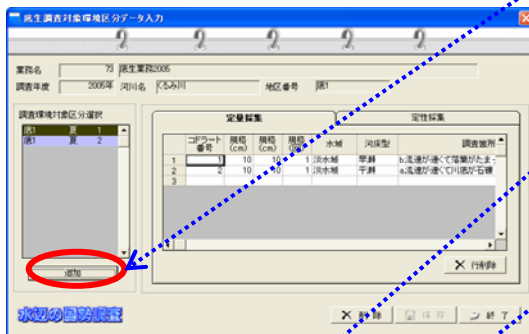 底生調査対象環境区分データ入力
業務名 73 底生業務2005
調査年度 2005年 河川名 くるみ川 地区番号 底1
調査環境対象区分選択
底1 夏 1
底1 夏 2
追加
定量採集 定性採集
コドラート番号 規格(cm) 規格(cm) 水域 河床型 調査箇所
1 1 10 10 1 淡水域 早瀬
2 2 10 10 1 淡水域
3
行削除
水辺の国勢調査
削除 保存 終了